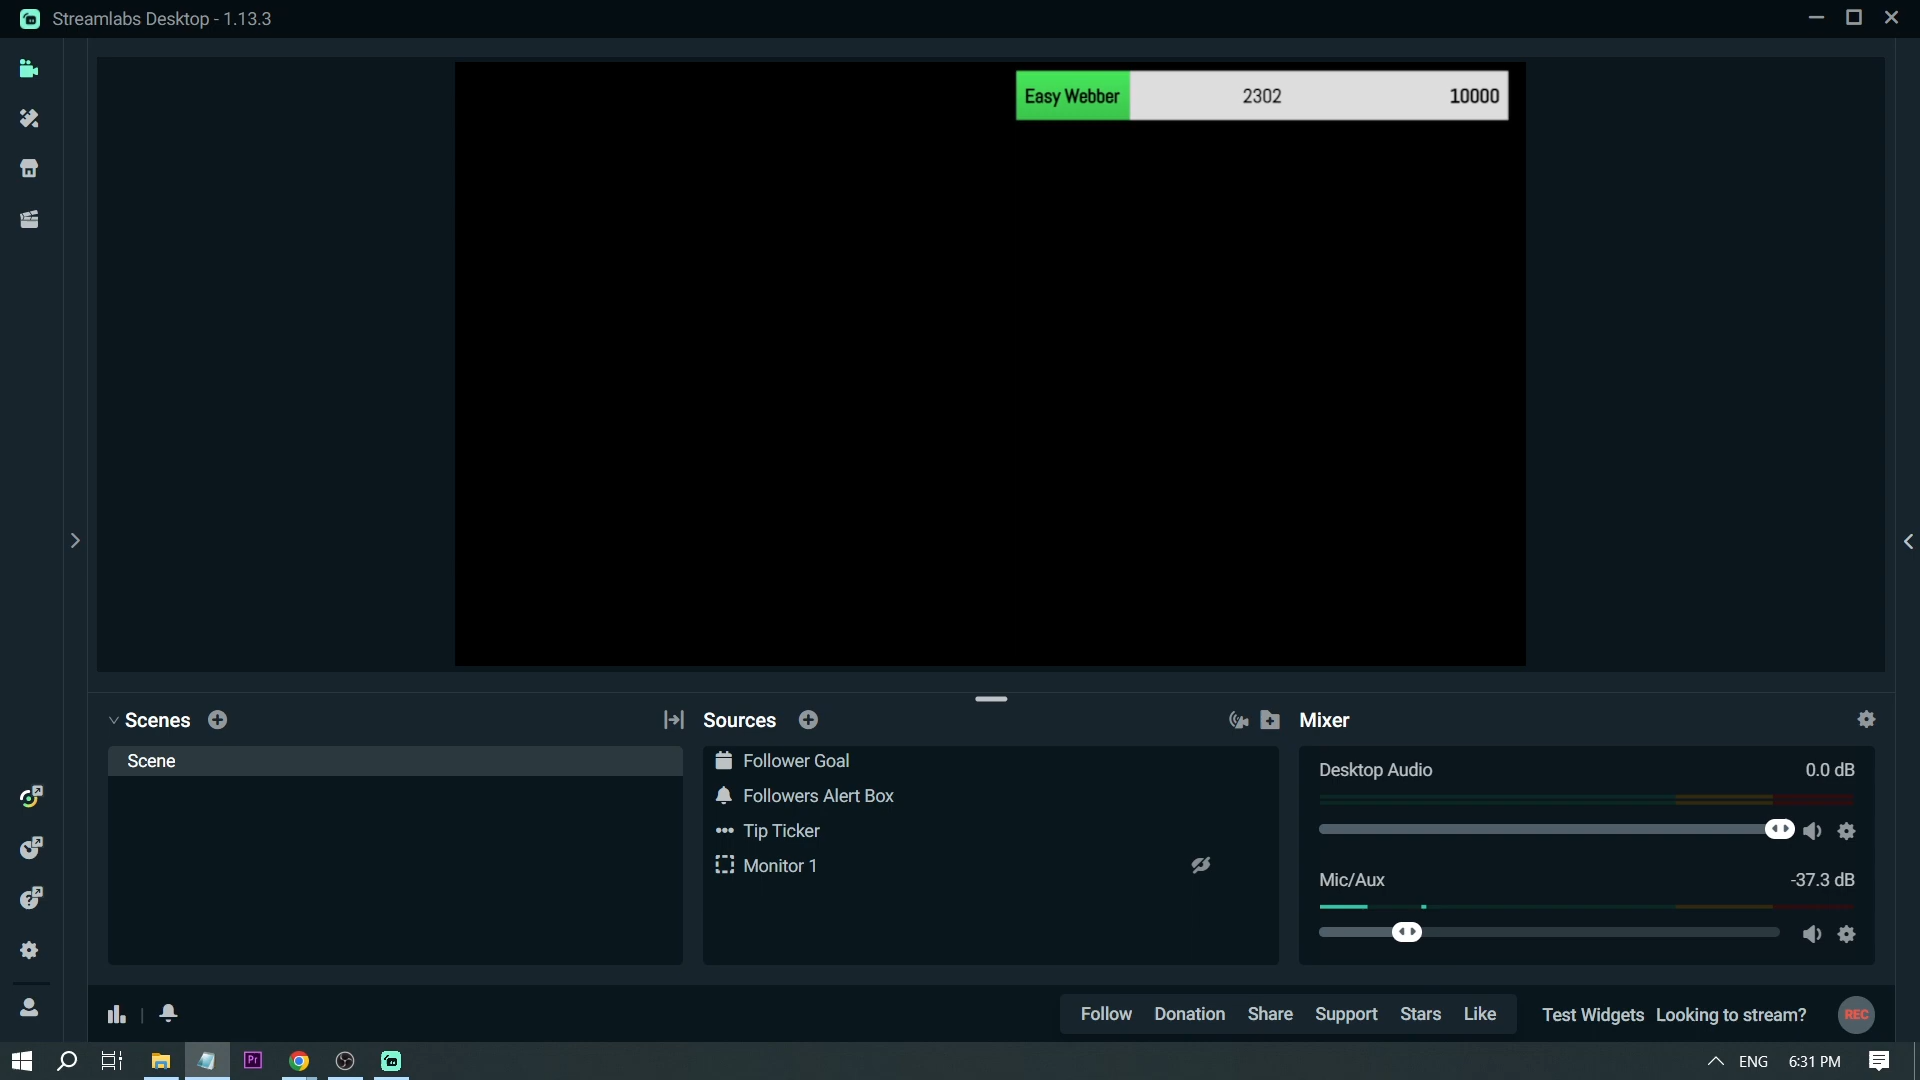 Streamlabs Desktop - 1.13.3
Easy Webber 2302 10000
Scenes
Sources
Mixer
Scene
Follower Goal
Followers Alert Box
Tip Ticker
Monitor 1
Desktop Audio 0.0 dB
Mic/Aux -37.3 dB
Follow Donation Share Support Stars Like Test Widgets Looking to stream? REC
Pr
ENG 6:31 PM